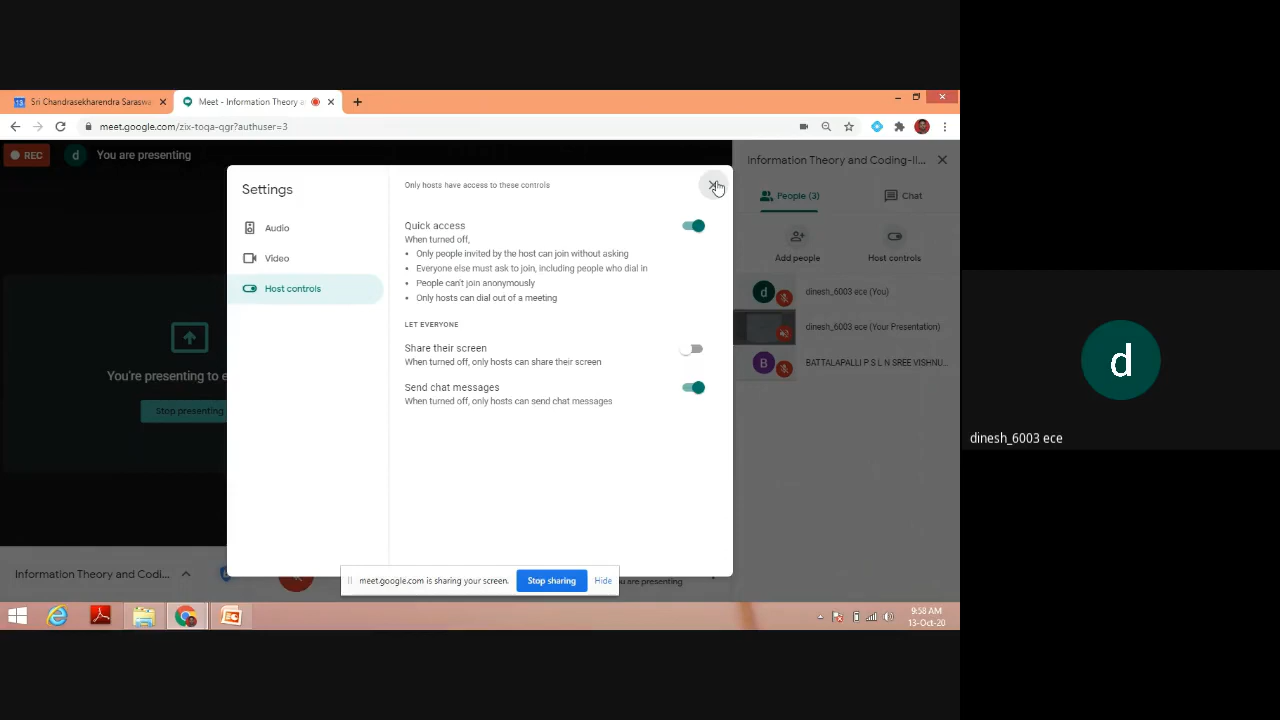 Sri Chandrasekharendra Saraswa
Meet - Information Theory a
meet.google.com/zix-toqa-qgr?authuser=3
REC
d
You are presenting
Information Theory and Coding-II...
People (3)
Chat
Add people
Host controls
d
dinesh_6003 ece (You)
dinesh_6003 ece (Your Presentation)
B
BATTALAPALLI P S L N SREE VISHNU...
Settings
Audio
Video
Host controls
Only hosts have access to these controls
Quick access
When turned off,
• Only people invited by the host can join without asking
• Everyone else must ask to join, including people who dial in
• People can't join anonymously
• Only hosts can dial out of a meeting
LET EVERYONE
Share their screen
When turned off, only hosts can share their screen
Send chat messages
When turned off, only hosts can send chat messages
You're presenting to e
Stop presenting
Information Theory and Codi...
meet.google.com is sharing your screen.
Stop sharing
Hide
are presenting
9:58 AM
13-Oct-20
d
dinesh_6003 ece